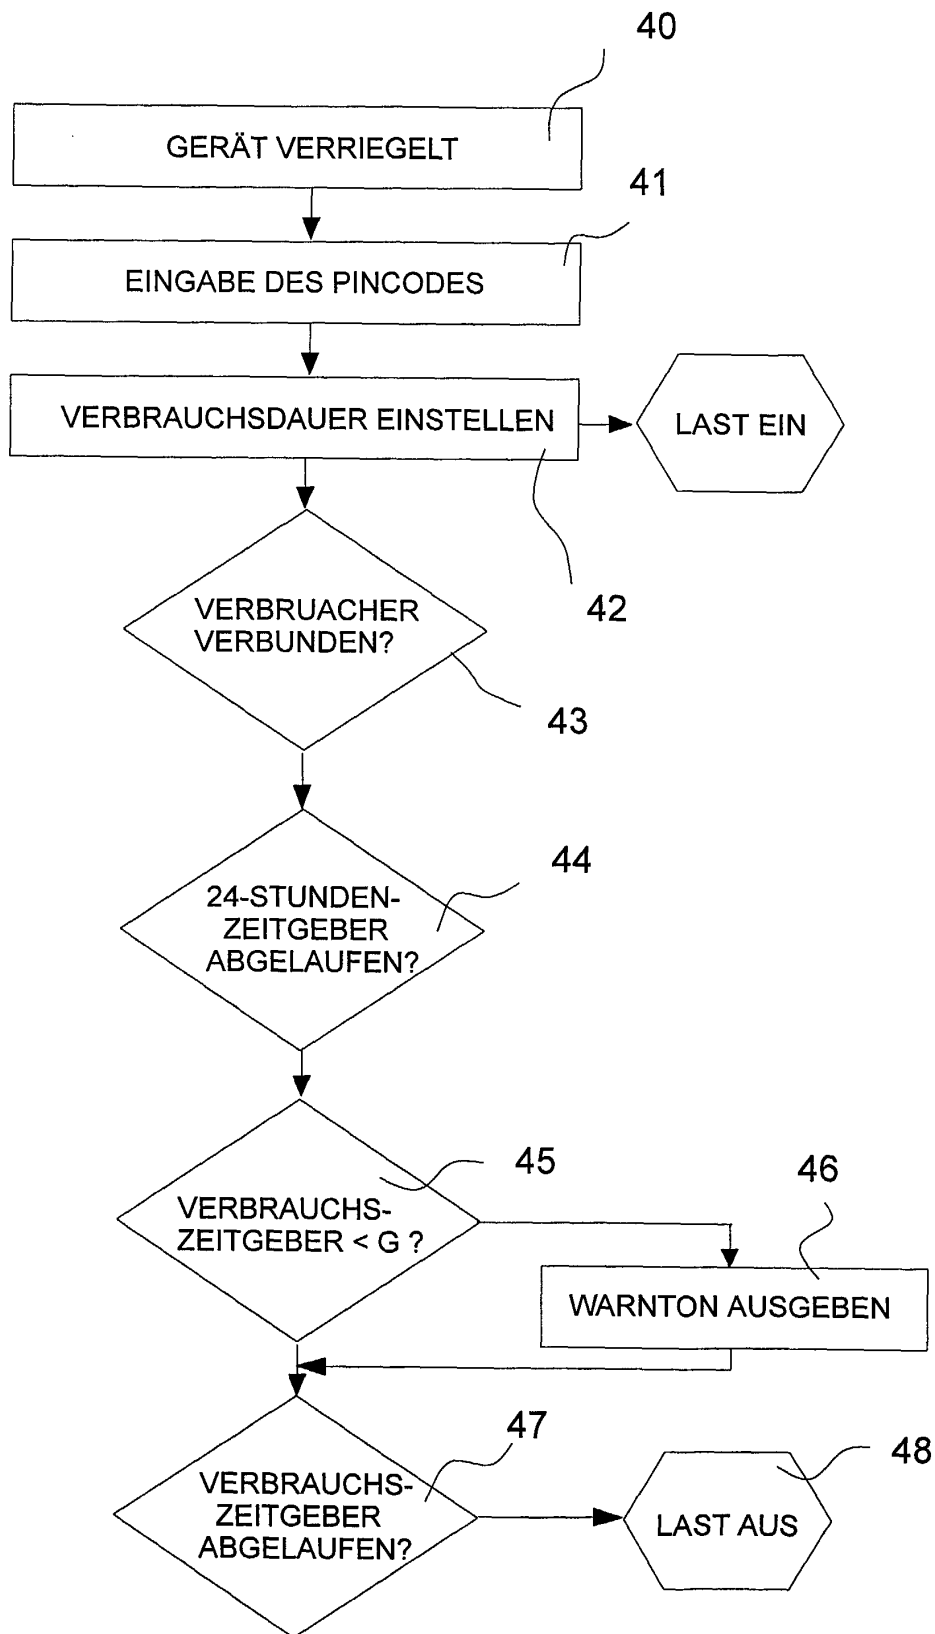 40
GERÄT VERRIEGELT
41
EINGABE DES PINCODES
VERBRAUCHSDAUER EINSTELLEN
LAST EIN
42
VERBRUACHER
VERBUNDEN?
43
44
24-STUNDEN-
ZEITGEBER
ABGELAUFEN?
45
46
VERBRAUCHS-
ZEITGEBER < G ?
WARNTON AUSGEBEN
47
48
VERBRAUCHS-
ZEITGEBER
ABGELAUFEN?
LAST AUS